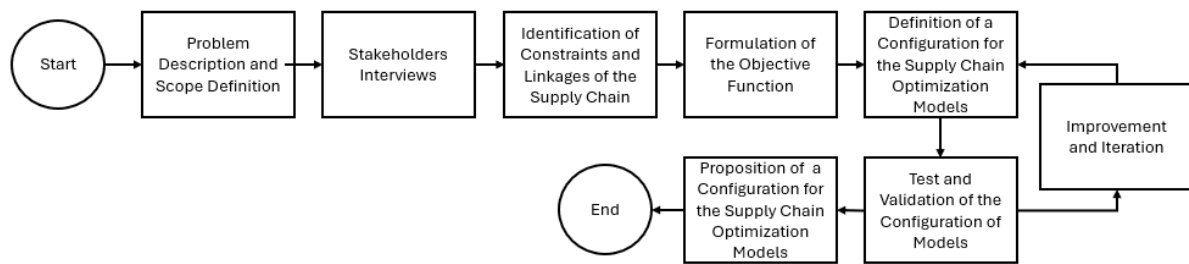 Start
Problem
Description and
Scope Definition
Stakeholders
Interviews
Identification of
Constraints and
Linkages of the
Supply Chain
Formulation of
the Objective
Function
Definition of a
Configuration for
the Supply Chain
Optimization
Models
Improvement
and Iteration
Test and
Validation of the
Configuration of
Models
Proposition of a
Configuration for
the Supply Chain
Optimization
Models
End